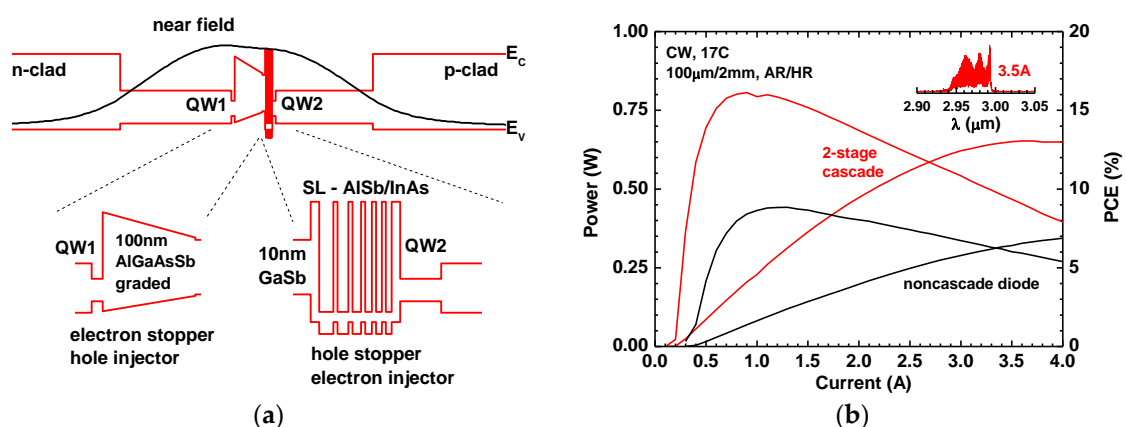 near field
E_C
n-clad
p-clad
QW1
QW2
E_V
SL - AlSb/InAs
QW1
100nm
AlGaAsSb
graded
10nm
GaSb
QW2
electron stopper
hole injector
hole stopper
electron injector
(a)
CW, 17C
100μm/2mm, AR/HR
3.5A
2.90 2.95 3.00 3.05
λ (μm)
2-stage
cascade
noncascade diode
Power (W)
1.00
0.75
0.50
0.25
0.00
PCE (%)
20
15
10
5
0
0.0 0.5 1.0 1.5 2.0 2.5 3.0 3.5 4.0
Current (A)
(b)